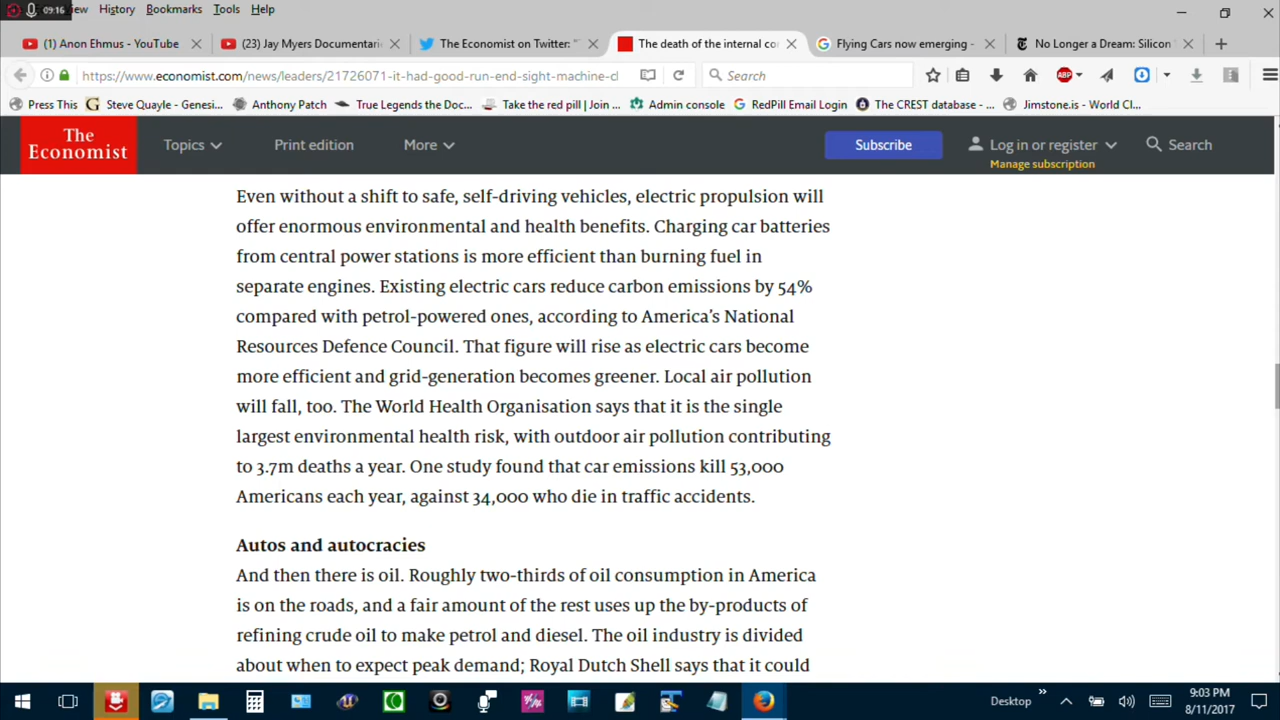 09:16 View History Bookmarks Tools Help
(1) Anon Ehmus - YouTube (23) Jay Myers Documentari The Economist on Twitter: " The death of the internal co Flying Cars now emerging - No Longer a Dream: Silicon
https://www.economist.com/news/leaders/21726071-it-had-good-run-end-sight-machine-cl Search ABP
Press This Steve Quayle - Genesi... Anthony Patch True Legends the Doc... Take the red pill | Join ... Admin console RedPill Email Login The CREST database - ... Jimstone.is - World Cl...
The
Economist
Topics Print edition More Subscribe Log in or register Search
Manage subscription
Even without a shift to safe, self-driving vehicles, electric propulsion will
offer enormous environmental and health benefits. Charging car batteries
from central power stations is more efficient than burning fuel in
separate engines. Existing electric cars reduce carbon emissions by 54%
compared with petrol-powered ones, according to America’s National
Resources Defence Council. That figure will rise as electric cars become
more efficient and grid-generation becomes greener. Local air pollution
will fall, too. The World Health Organisation says that it is the single
largest environmental health risk, with outdoor air pollution contributing
to 3.7m deaths a year. One study found that car emissions kill 53,000
Americans each year, against 34,000 who die in traffic accidents.
Autos and autocracies
And then there is oil. Roughly two-thirds of oil consumption in America
is on the roads, and a fair amount of the rest uses up the by-products of
refining crude oil to make petrol and diesel. The oil industry is divided
about when to expect peak demand; Royal Dutch Shell says that it could
Desktop 9:03 PM
8/11/2017